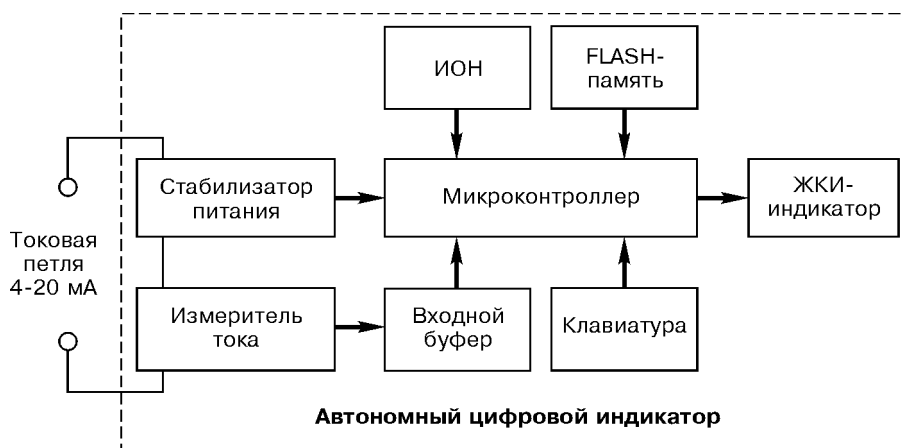 ИОН
FLASH-
память
Стабилизатор
питания
Микроконтроллер
ЖКИ-
индикатор
Токовая
петля
4-20 мА
Измеритель
тока
Входной
буфер
Клавиатура
Автономный цифровой индикатор